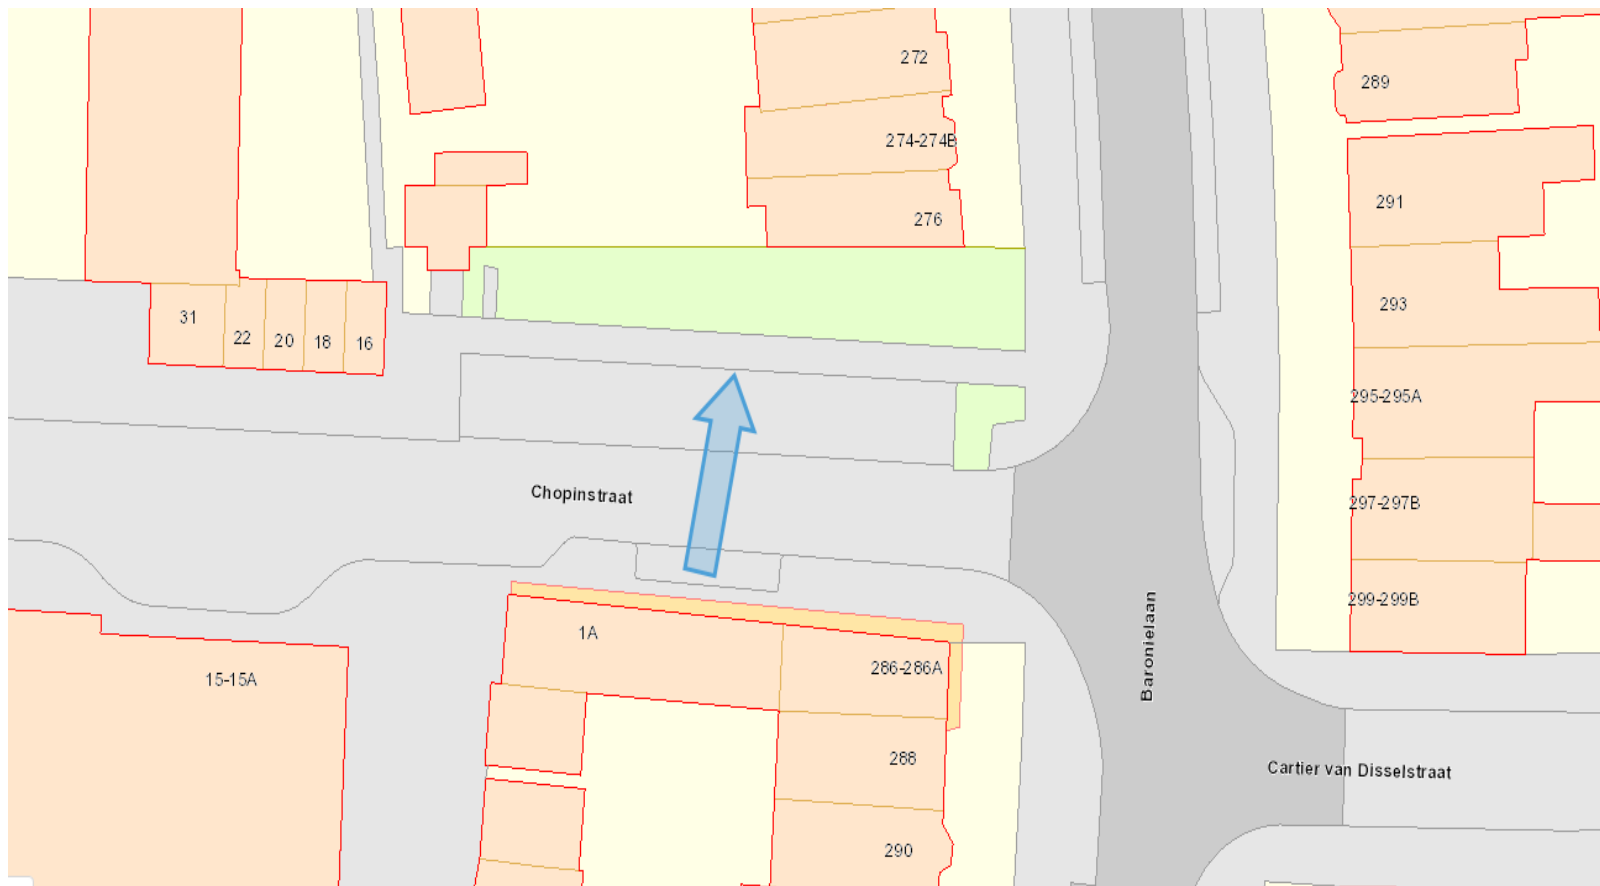 272
289
274-274B
291
276
293
31
22
20
18
16
295-295A
Chopinstraat
297-297B
299-299B
1A
Baronielaan
286-286A
15-15A
288
Cartier van Disselstraat
290